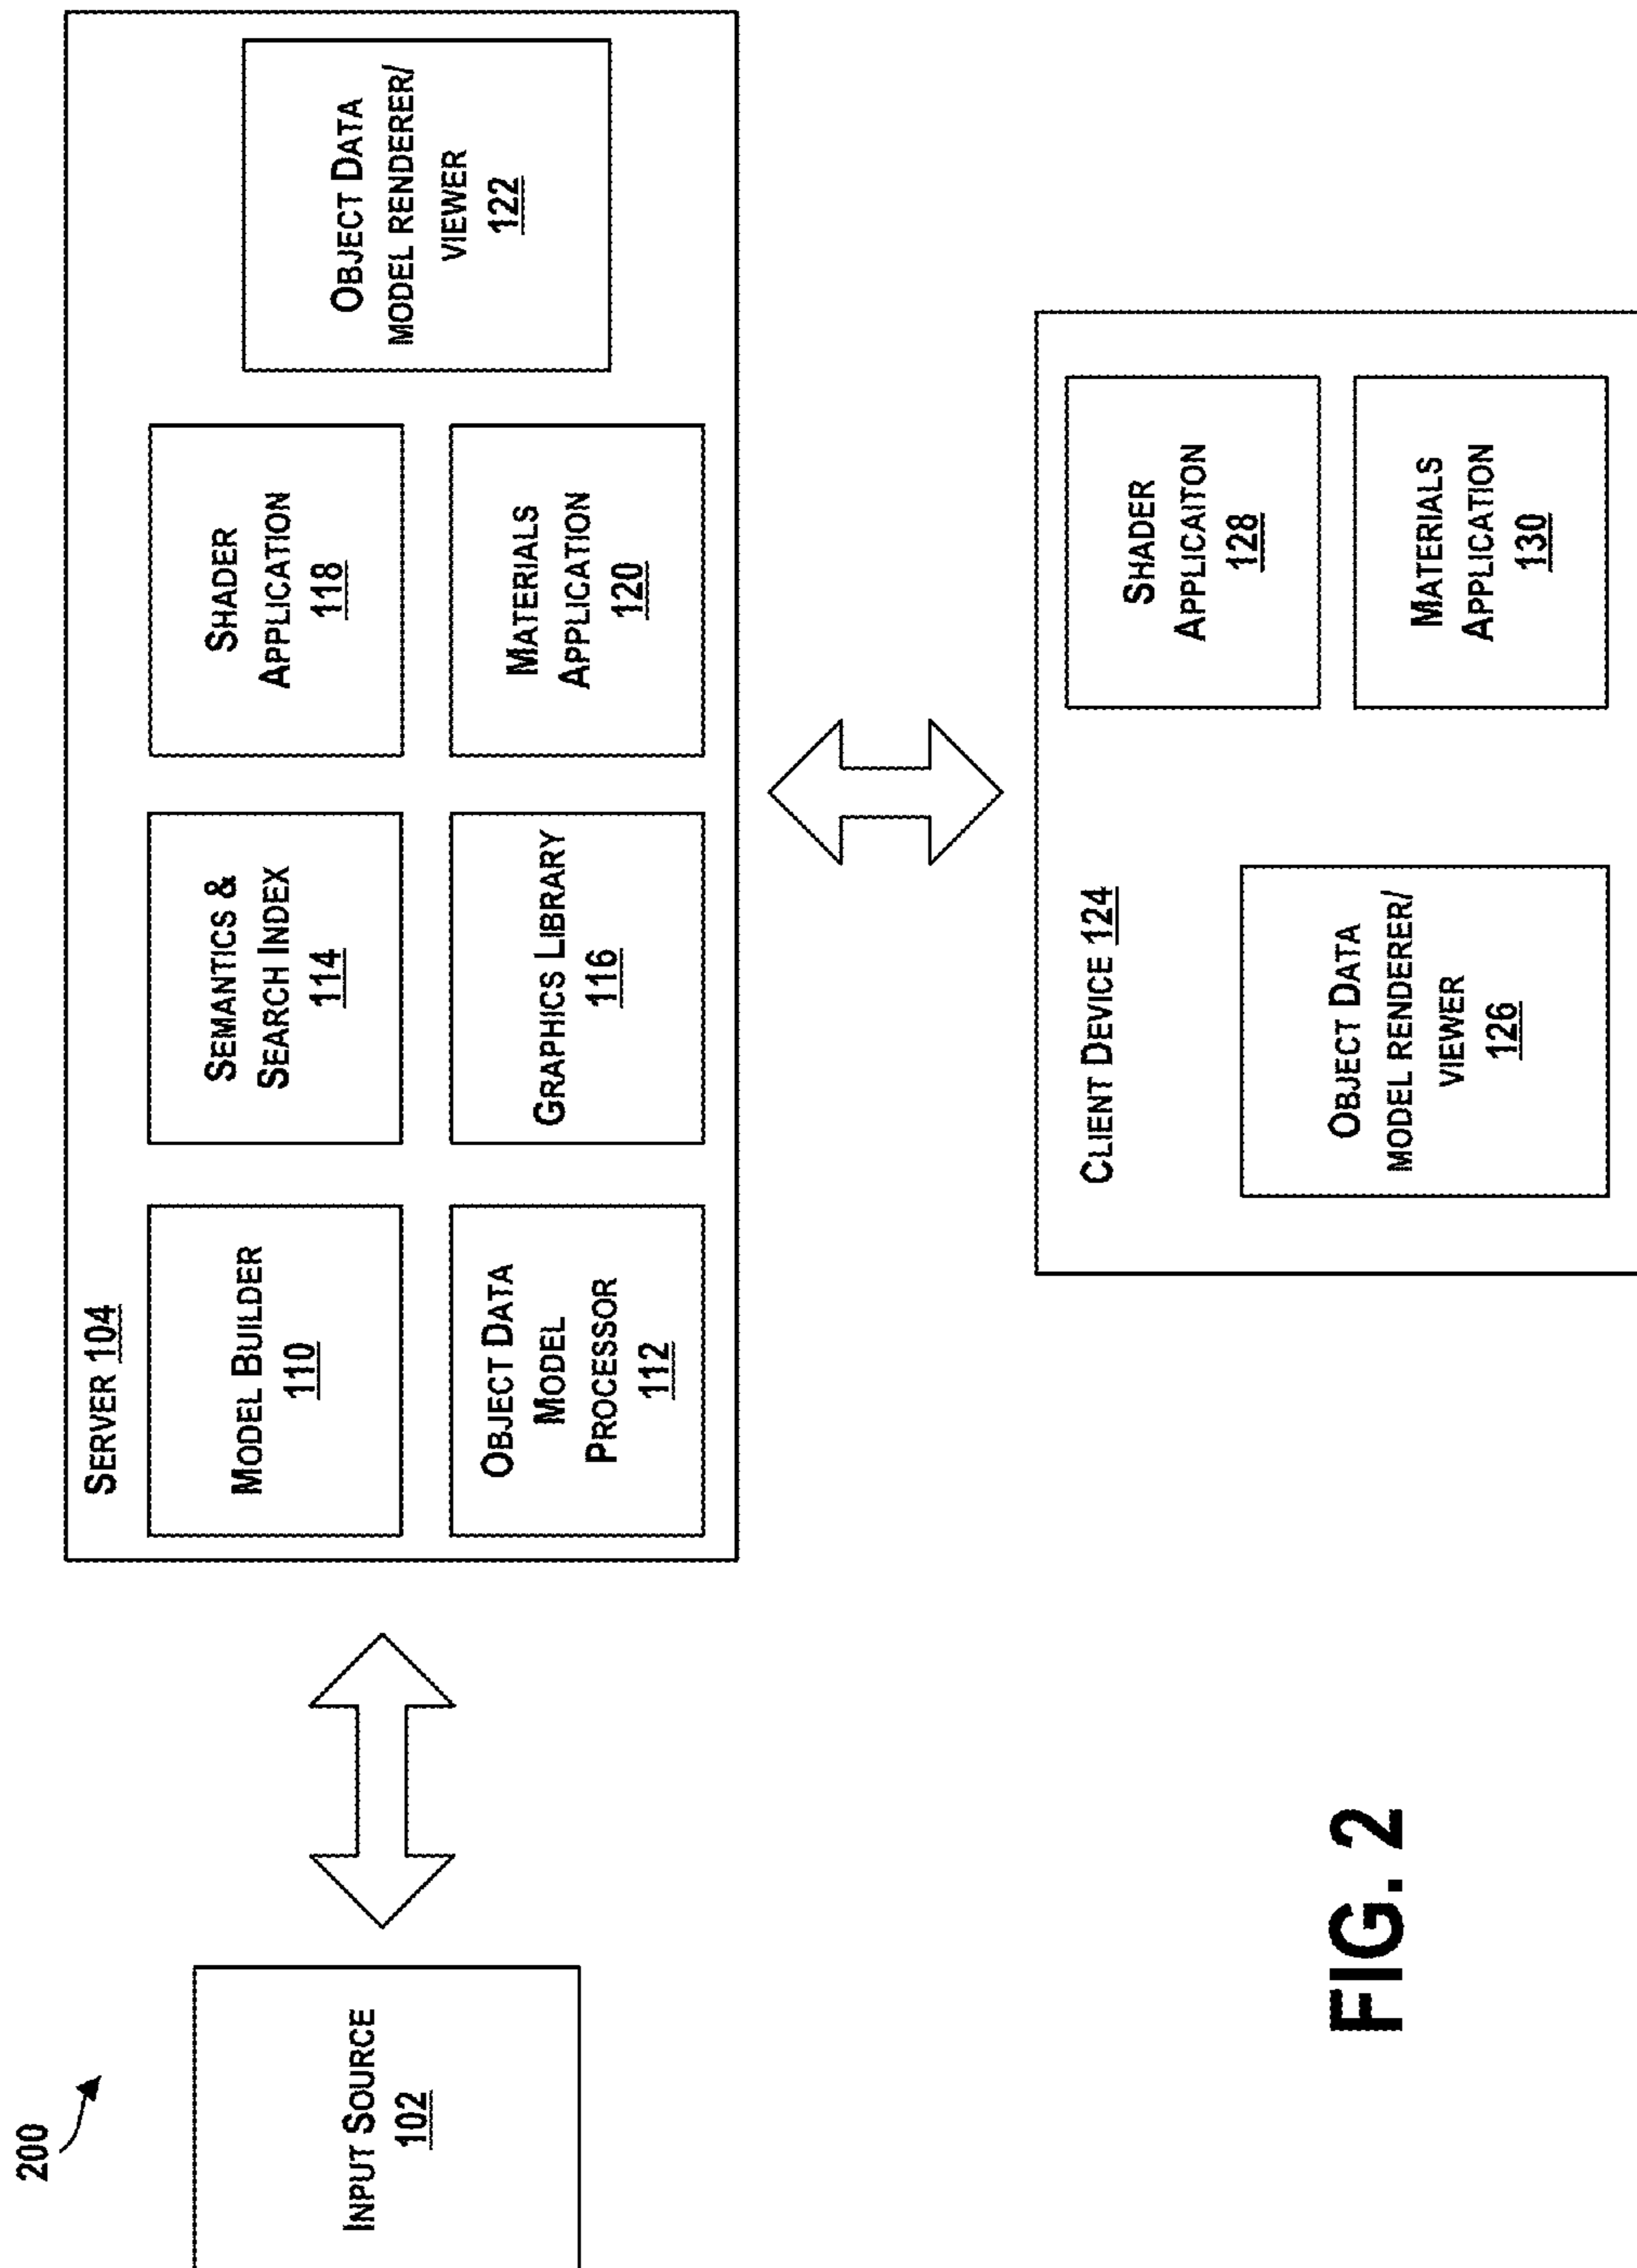 200
INPUT SOURCE
102
SERVER 104
MODEL BUILDER
110
OBJECT DATA
MODEL
PROCESSOR
112
SEMANTICS &
SEARCH INDEX
114
GRAPHICS LIBRARY
116
SHADER
APPLICATION
118
MATERIALS
APPLICATION
120
OBJECT DATA
MODEL RENDERER/
VIEWER
122
CLIENT DEVICE 124
OBJECT DATA
MODEL RENDERER/
VIEWER
126
SHADER
APPLICAITON
128
MATERIALS
APPLICATION
130
FIG. 2